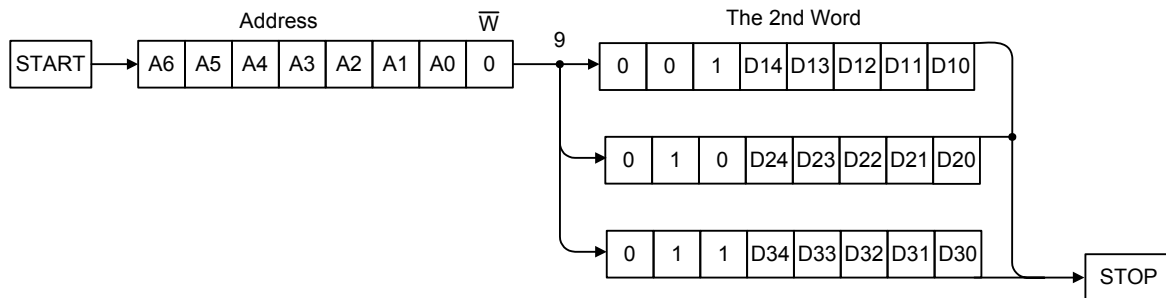 Address W̅ The 2nd Word
9
START A6 A5 A4 A3 A2 A1 A0 0 0 0 1 D14 D13 D12 D11 D10
0 1 0 D24 D23 D22 D21 D20
0 1 1 D34 D33 D32 D31 D30
STOP